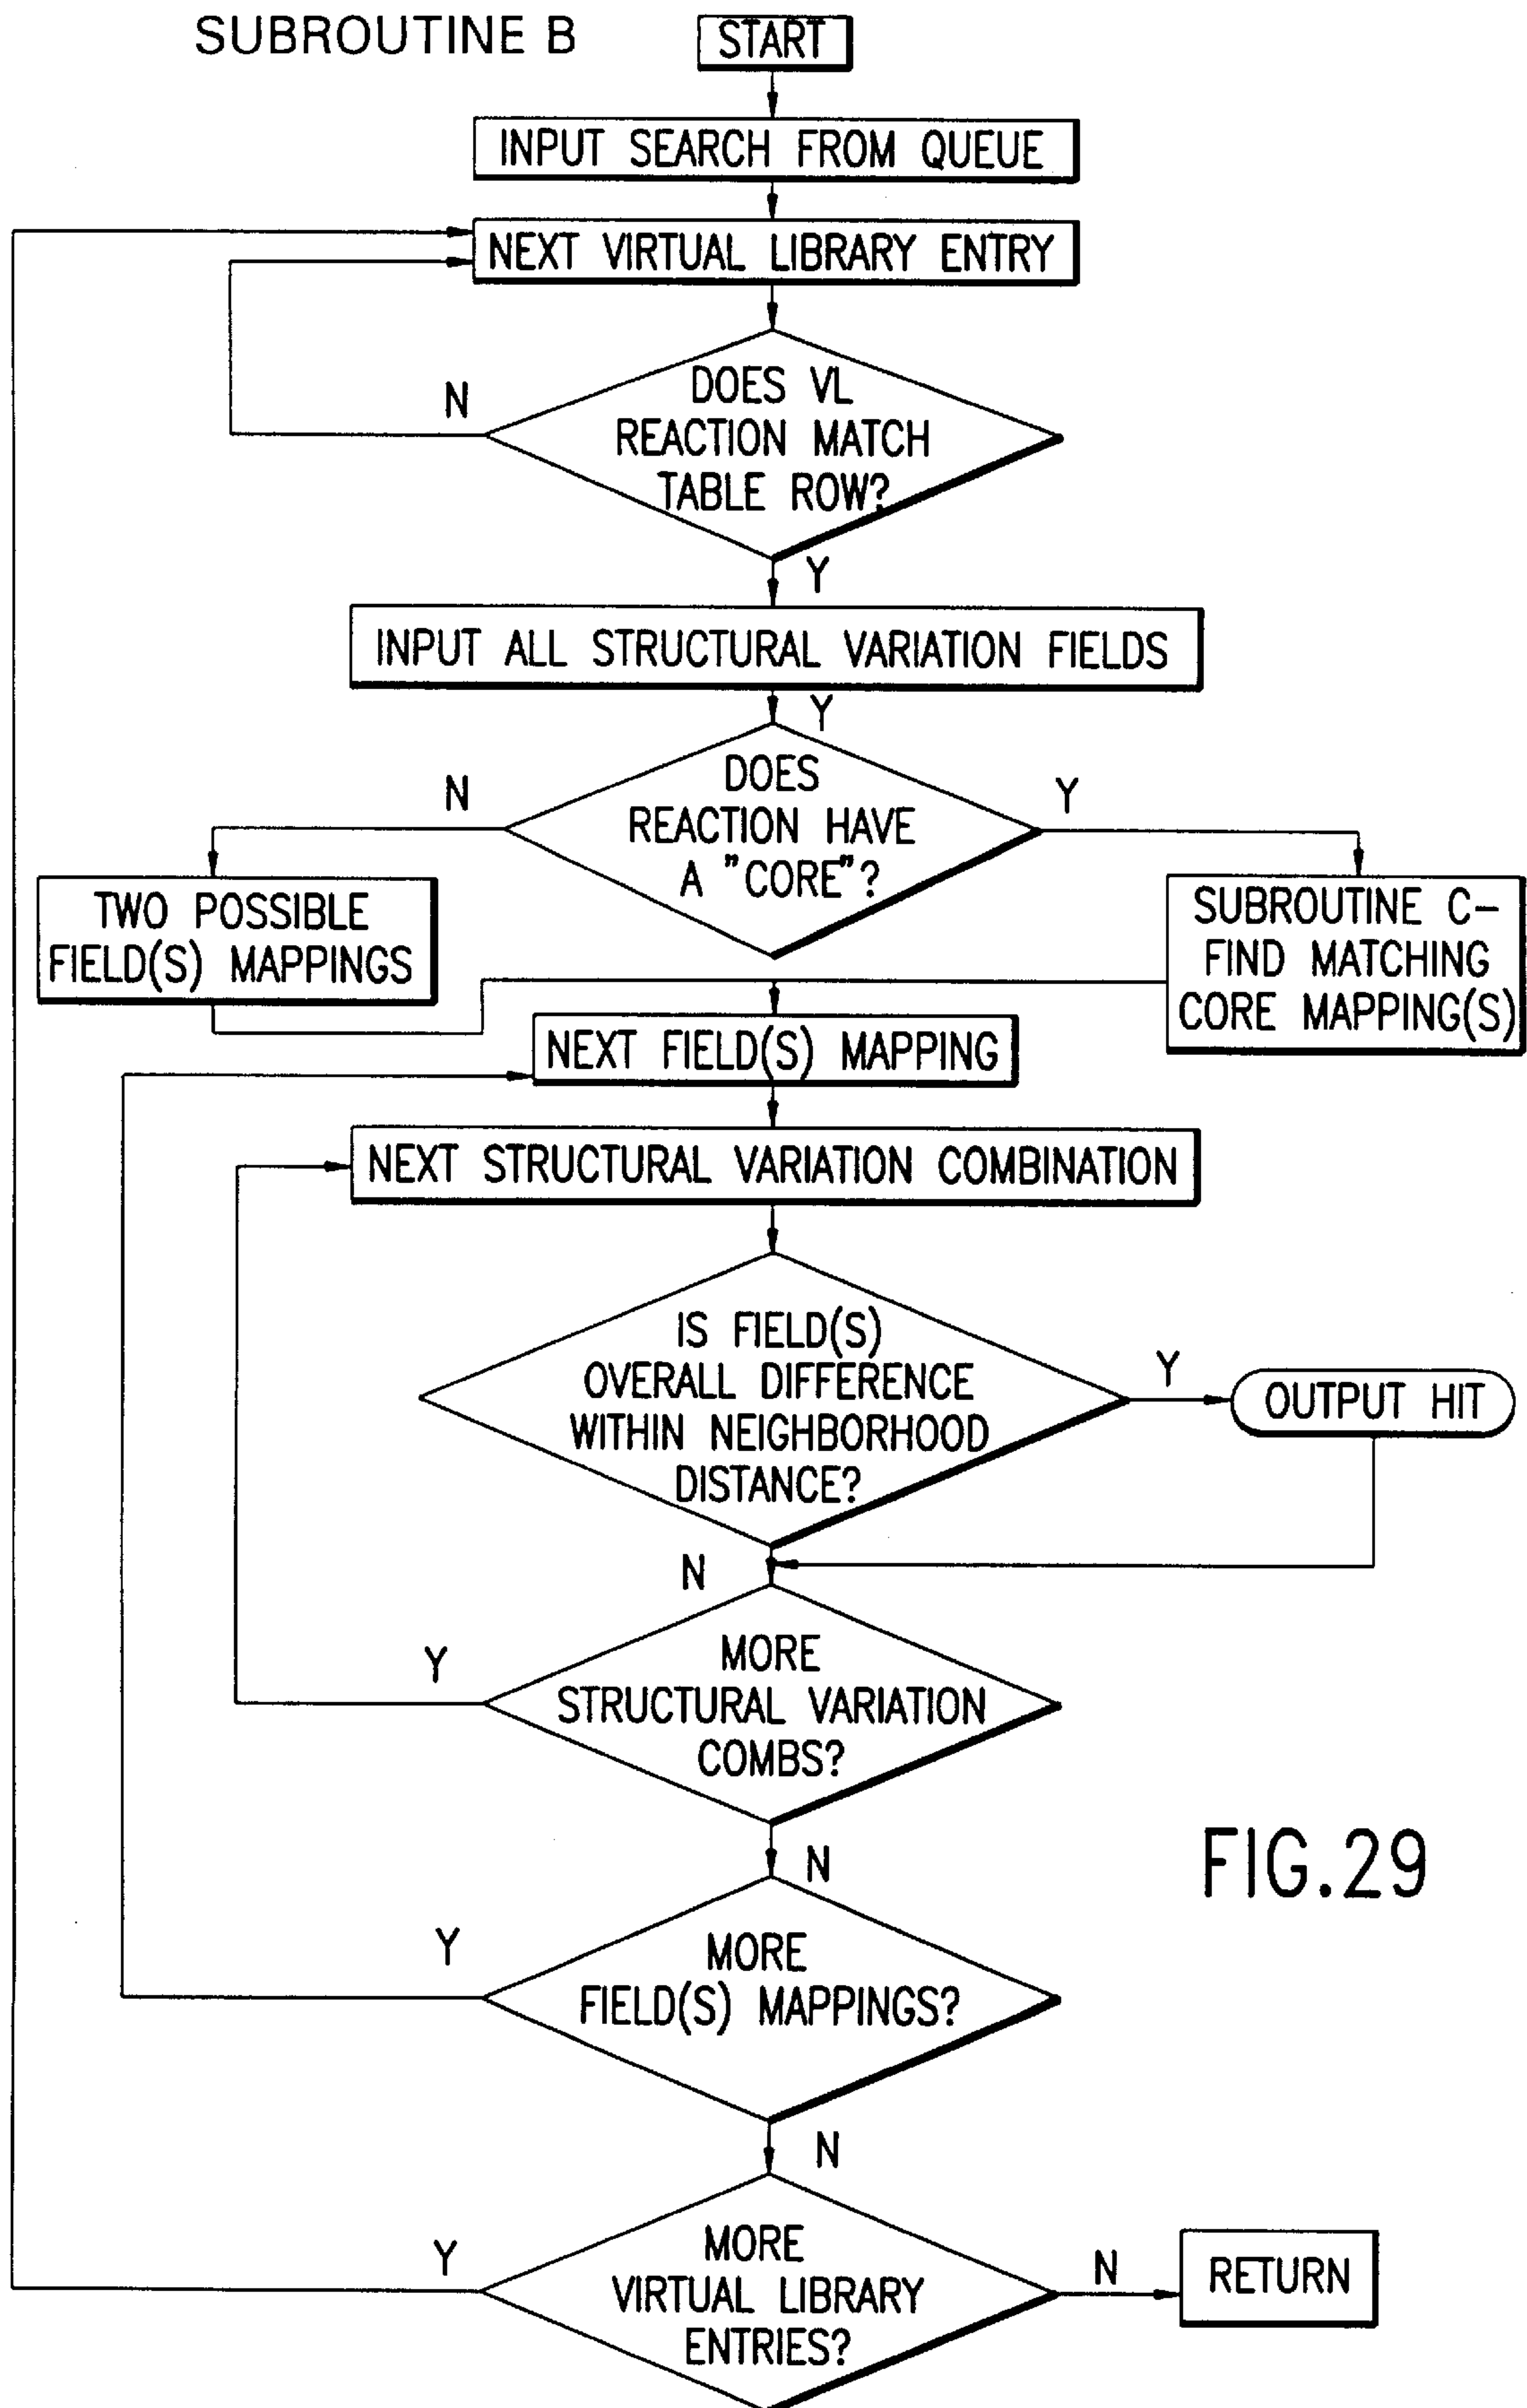 SUBROUTINE B
START
INPUT SEARCH FROM QUEUE
NEXT VIRTUAL LIBRARY ENTRY
DOES VL
REACTION MATCH
TABLE ROW?
N
Y
INPUT ALL STRUCTURAL VARIATION FIELDS
Y
DOES
REACTION HAVE
A "CORE"?
N
Y
TWO POSSIBLE
FIELD(S) MAPPINGS
SUBROUTINE C-
FIND MATCHING
CORE MAPPING(S)
NEXT FIELD(S) MAPPING
NEXT STRUCTURAL VARIATION COMBINATION
IS FIELD(S)
OVERALL DIFFERENCE
WITHIN NEIGHBORHOOD
DISTANCE?
Y
OUTPUT HIT
N
MORE
STRUCTURAL VARIATION
COMBS?
Y
N
FIG.29
MORE
FIELD(S) MAPPINGS?
Y
N
MORE
VIRTUAL LIBRARY
ENTRIES?
Y
N
RETURN